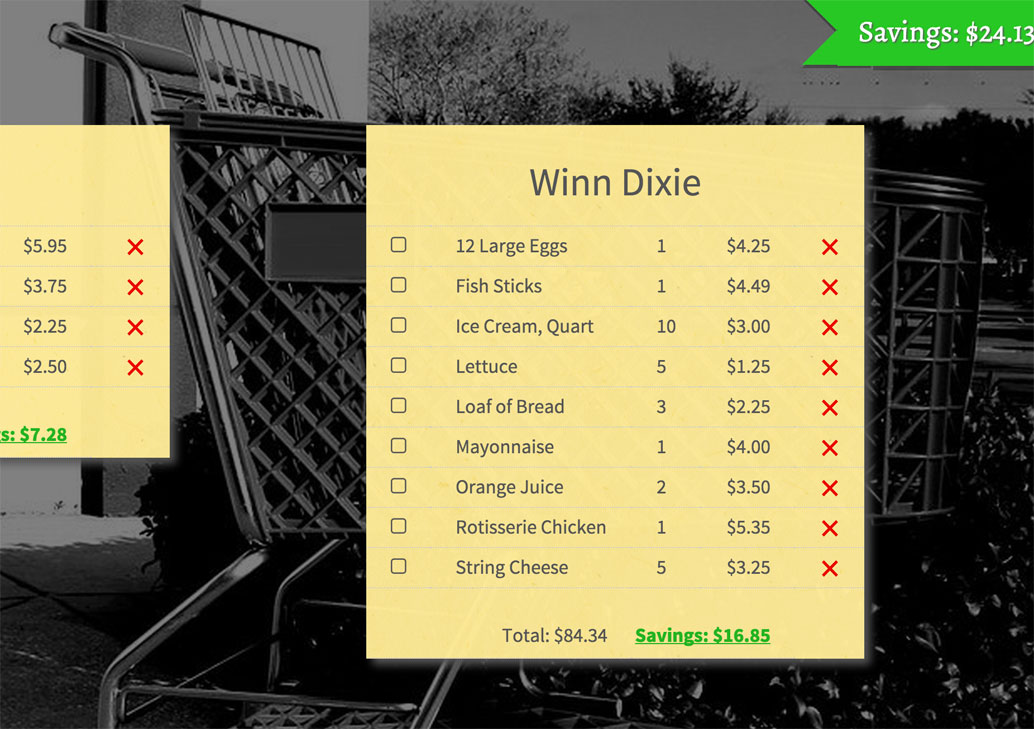 Savings: $24.13
$5.95
$3.75
$2.25
$2.50
s: $7.28
Winn Dixie
12 Large Eggs 1 $4.25
Fish Sticks 1 $4.49
Ice Cream, Quart 10 $3.00
Lettuce 5 $1.25
Loaf of Bread 3 $2.25
Mayonnaise 1 $4.00
Orange Juice 2 $3.50
Rotisserie Chicken 1 $5.35
String Cheese 5 $3.25
Total: $84.34 Savings: $16.85